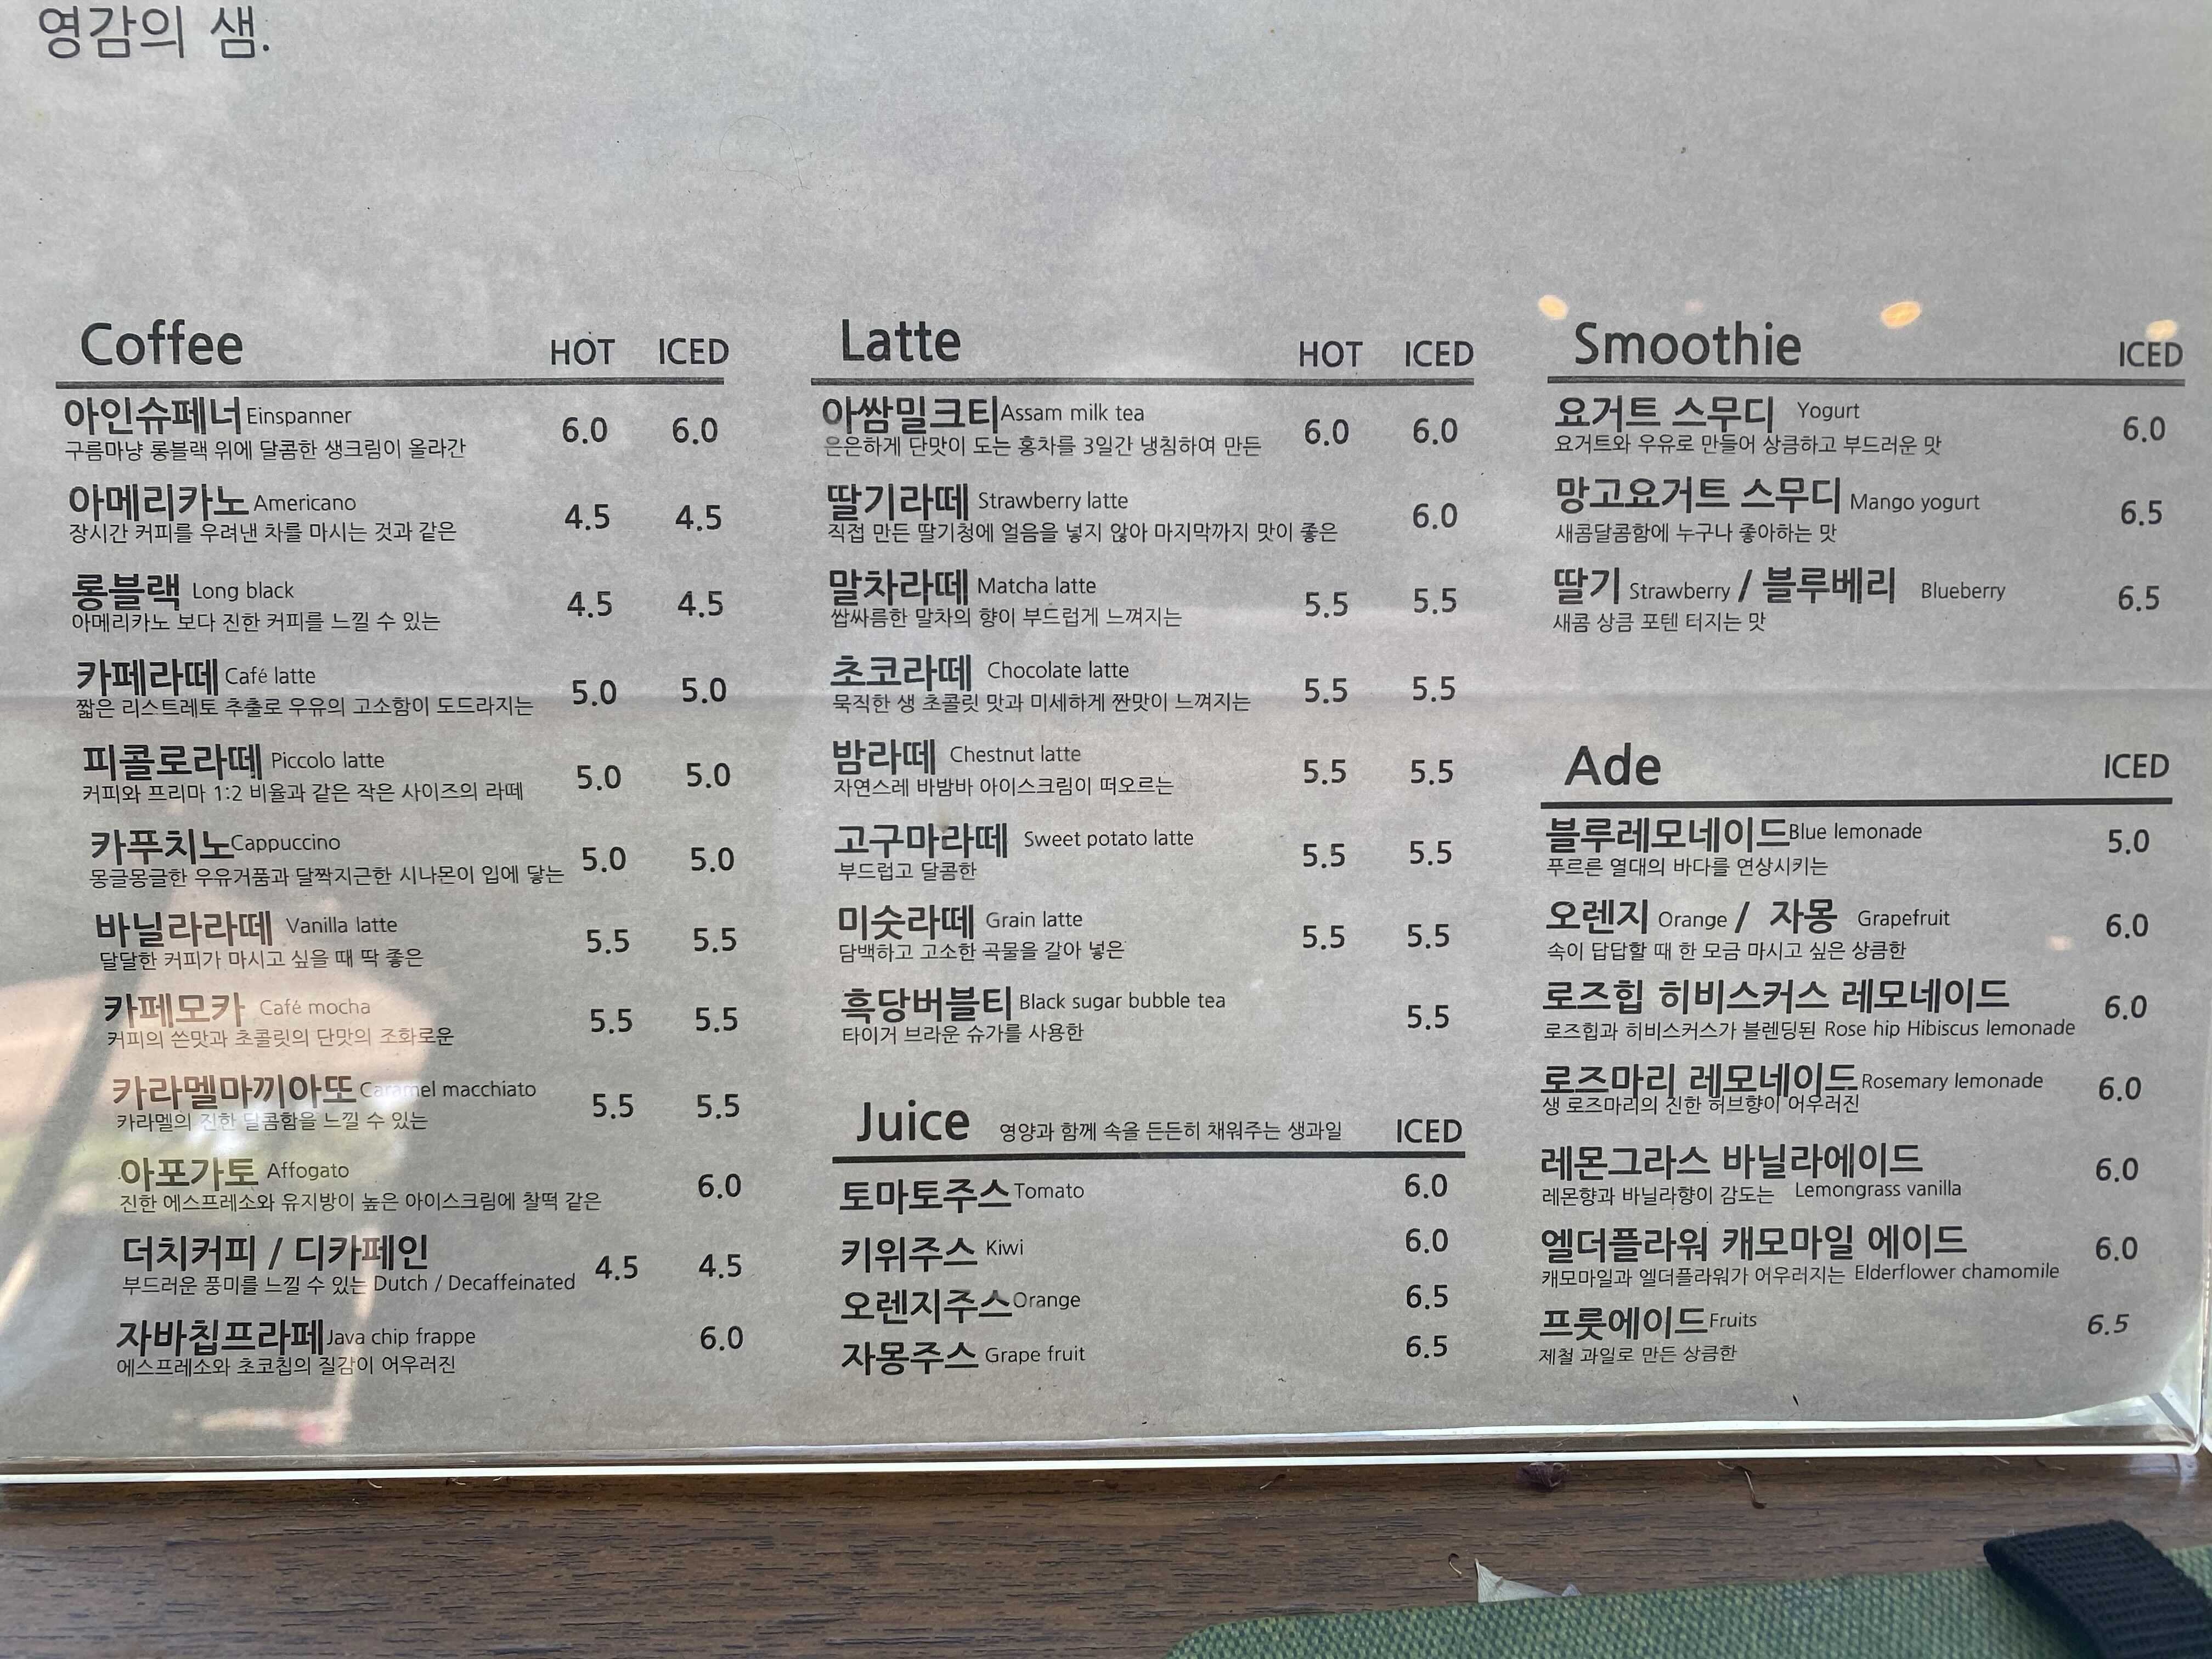 영감의 샘.
Coffee HOT ICED
아인슈페너 Einspanner 6.0 6.0
구름마냥 롱블랙 위에 달콤한 생크림이 올라간
아메리카노 Americano 4.5 4.5
장시간 커피를 우려낸 차를 마시는 것과 같은
롱블랙 Long black 4.5 4.5
아메리카노 보다 진한 커피를 느낄 수 있는
카페라떼 Café latte 5.0 5.0
짧은 리스트레토 추출로 우유의 고소함이 도드라지는
피콜로라떼 Piccolo latte 5.0 5.0
커피와 프리마 1:2 비율과 같은 작은 사이즈의 라떼
카푸치노 Cappuccino 5.0 5.0
몽글몽글한 우유거품과 달짝지근한 시나몬이 입에 닿는
바닐라라떼 Vanilla latte 5.5 5.5
달달한 커피가 마시고 싶을 때 딱 좋은
카페모카 Café mocha 5.5 5.5
커피의 쓴맛과 초콜릿의 단맛의 조화로운
카라멜마끼아또 Caramel macchiato 5.5 5.5
카라멜의 진한 달콤함을 느낄 수 있는
아포가토 Affogato 6.0
진한 에스프레소와 유지방이 높은 아이스크림에 찰떡 같은
더치커피 / 디카페인 4.5 4.5
부드러운 풍미를 느낄 수 있는 Dutch / Decaffeinated
자바칩프라페 Java chip frappe 6.0
에스프레소와 초코칩의 질감이 어우러진
Latte HOT ICED
아쌈밀크티 Assam milk tea 6.0 6.0
은은하게 단맛이 도는 홍차를 3일간 냉침하여 만든
딸기라떼 Strawberry latte 6.0
직접 만든 딸기청에 얼음을 넣지 않아 마지막까지 맛이 좋은
말차라떼 Matcha latte 5.5 5.5
쌉싸름한 말차의 향이 부드럽게 느껴지는
초코라떼 Chocolate latte 5.5 5.5
묵직한 생 초콜릿 맛과 미세하게 짠맛이 느껴지는
밤라떼 Chestnut latte 5.5 5.5
자연스레 바밤바 아이스크림이 떠오르는
고구마라떼 Sweet potato latte 5.5 5.5
부드럽고 달콤한
미숫라떼 Grain latte 5.5 5.5
담백하고 고소한 곡물을 갈아 넣은
흑당버블티 Black sugar bubble tea 5.5
타이거 브라운 슈가를 사용한
Juice 영양과 함께 속을 든든히 채워주는 생과일 ICED
토마토주스 Tomato 6.0
키위주스 Kiwi 6.0
오렌지주스 Orange 6.5
자몽주스 Grape fruit 6.5
Smoothie ICED
요거트 스무디 Yogurt 6.0
요거트와 우유로 만들어 상큼하고 부드러운 맛
망고요거트 스무디 Mango yogurt 6.5
새콤달콤함에 누구나 좋아하는 맛
딸기 Strawberry / 블루베리 Blueberry 6.5
새콤 상큼 포텐 터지는 맛
Ade ICED
블루레모네이드 Blue lemonade 5.0
푸르른 열대의 바다를 연상시키는
오렌지 Orange / 자몽 Grapefruit 6.0
속이 답답할 때 한 모금 마시고 싶은 상큼한
로즈힙 히비스커스 레모네이드 6.0
로즈힙과 히비스커스가 블렌딩된 Rose hip Hibiscus lemonade
로즈마리 레모네이드 Rosemary lemonade 6.0
생 로즈마리의 진한 허브향이 어우러진
레몬그라스 바닐라에이드 6.0
레몬향과 바닐라향이 감도는 Lemongrass vanilla
엘더플라워 캐모마일 에이드 6.0
캐모마일과 엘더플라워가 어우러지는 Elderflower chamomile
프룻에이드 Fruits 6.5
제철 과일로 만든 상큼한